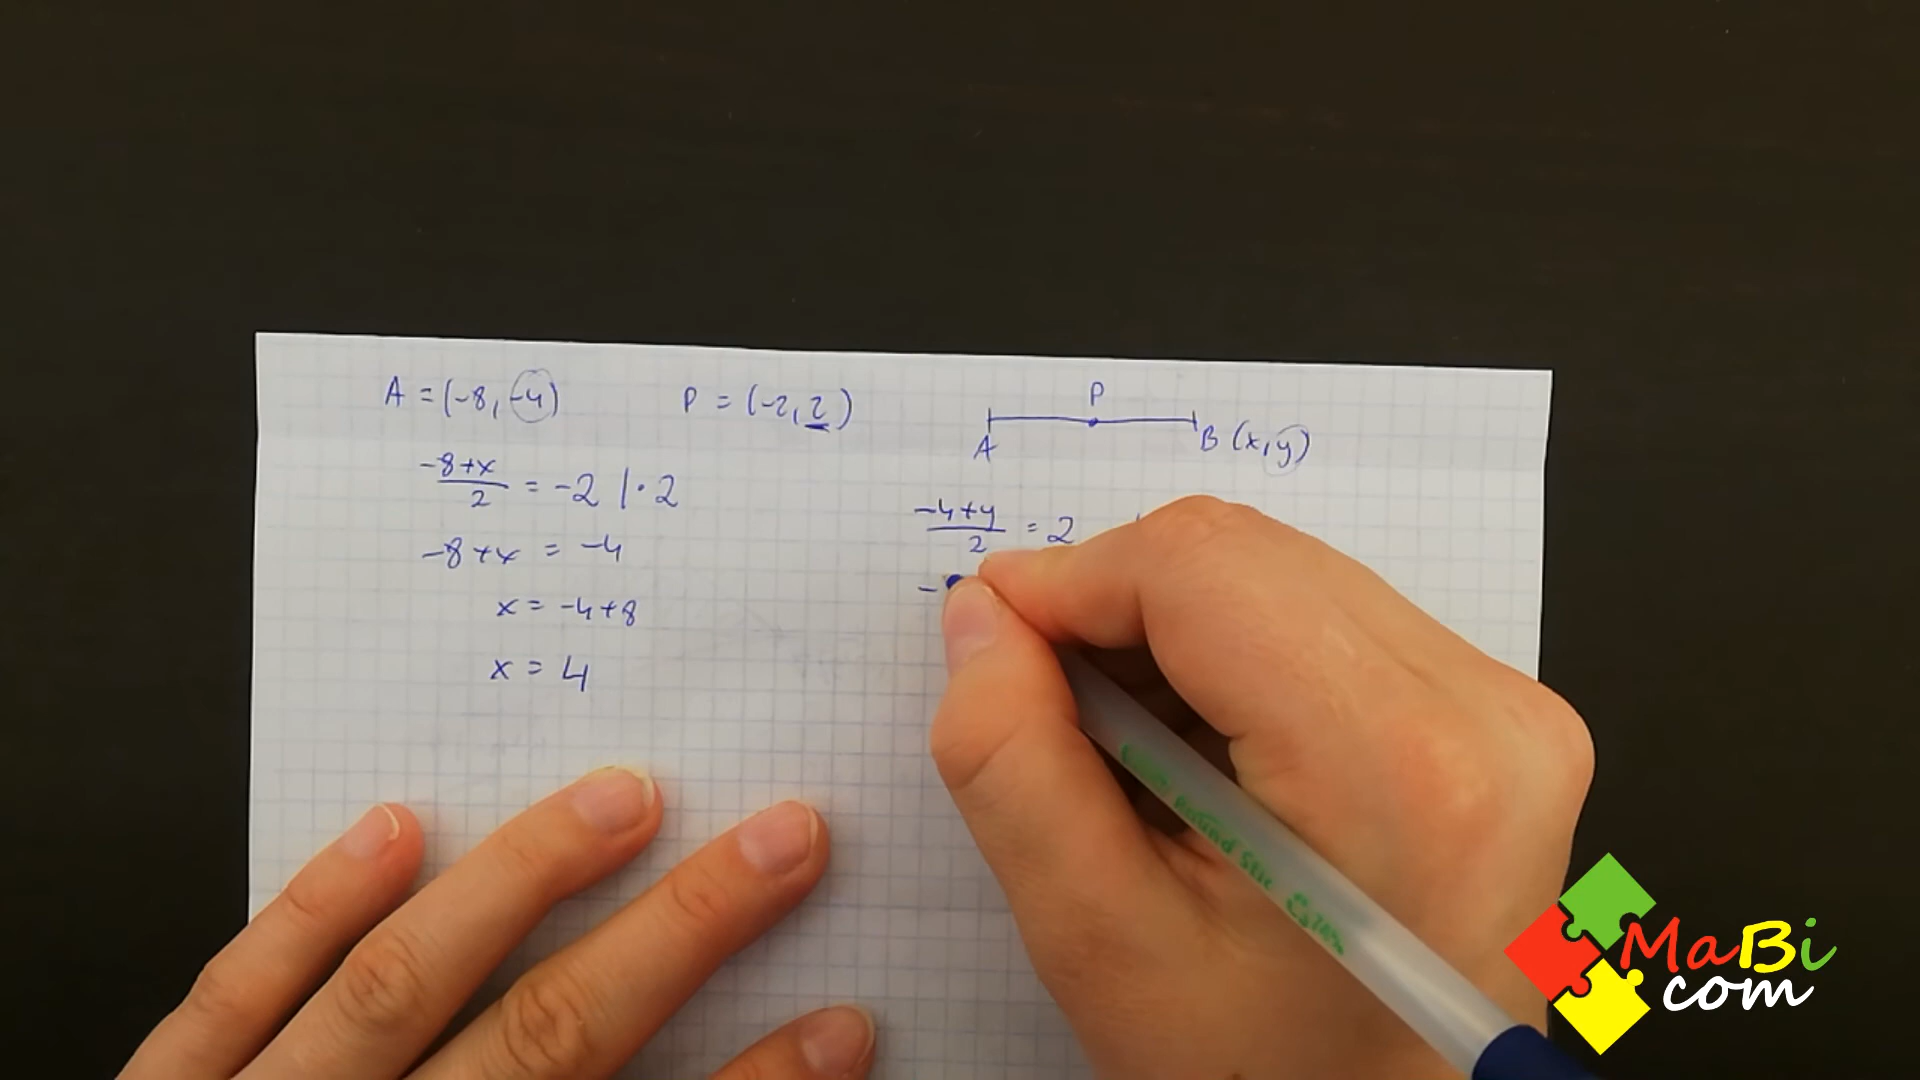 A = (-8, -4)
P = (-2, 2)
P
A
B (x, y)
-8+x
2
= -2 | · 2
-8+x = -4
x = -4+8
x = 4
-4+y
2
= 2
-
MaBi
com